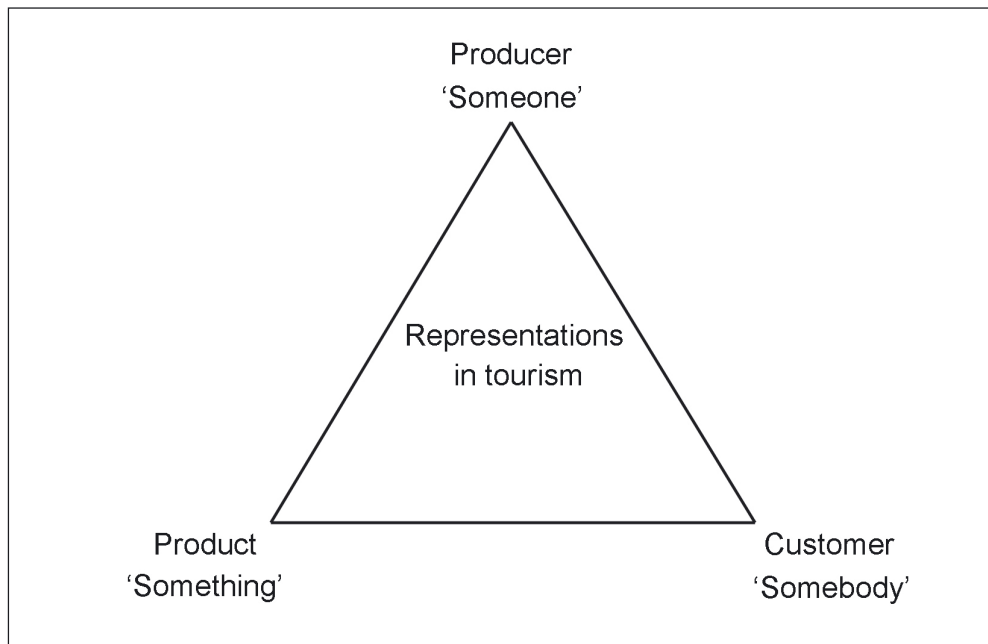 Producer
‘Someone’
Representations
in tourism
Product
‘Something’
Customer
‘Somebody’